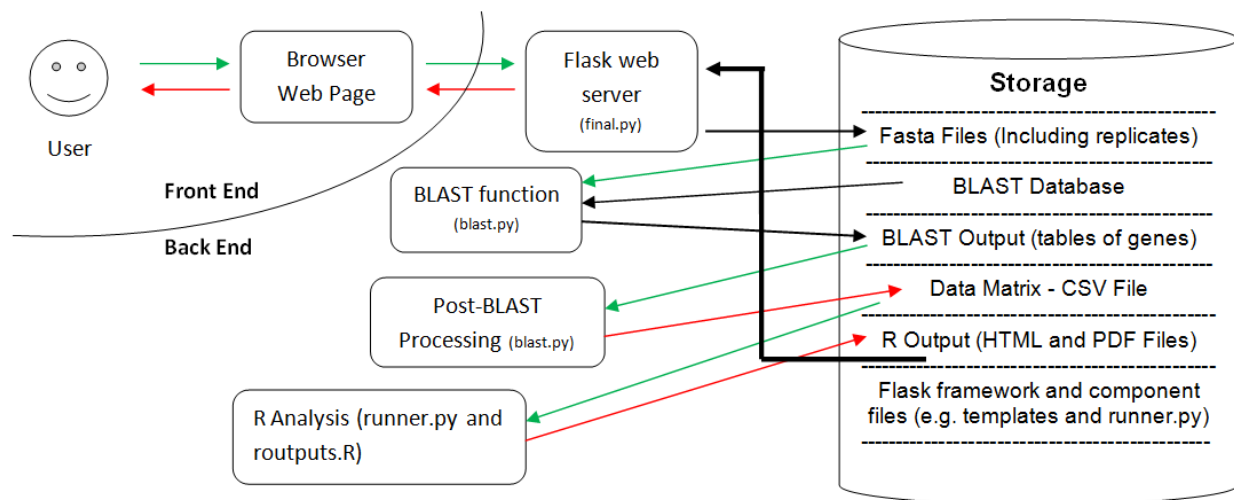 User
Browser
Web Page
Flask web
server
(final.py)
Front End
Back End
BLAST function
(blast.py)
Post-BLAST
Processing (blast.py)
R Analysis (runner.py and
routputs.R)
Storage
Fasta Files (Including replicates)
BLAST Database
BLAST Output (tables of genes)
Data Matrix - CSV File
R Output (HTML and PDF Files)
Flask framework and component
files (e.g. templates and runner.py)